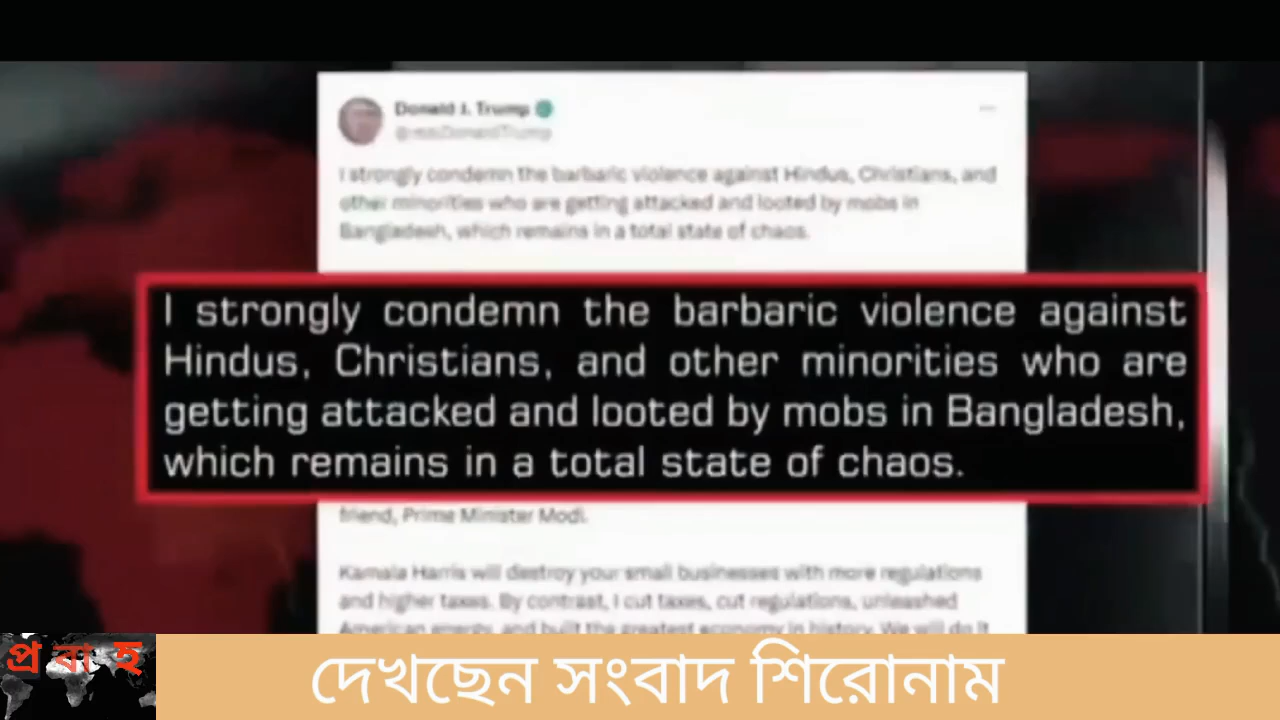 Donald J. Trump
@realDonaldTrump
I strongly condemn the barbaric violence against Hindus, Christians, and
other minorities who are getting attacked and looted by mobs in
Bangladesh, which remains in a total state of chaos.
I strongly condemn the barbaric violence against
Hindus, Christians, and other minorities who are
getting attacked and looted by mobs in Bangladesh,
which remains in a total state of chaos.
friend, Prime Minister Modi.
Kamala Harris will destroy your small businesses with more regulations
and higher taxes. By contrast, I cut taxes, cut regulations, unleashed
American energy, and built the greatest economy in history. We will do it
প্রবাহ
দেখছেন সংবাদ শিরোনাম